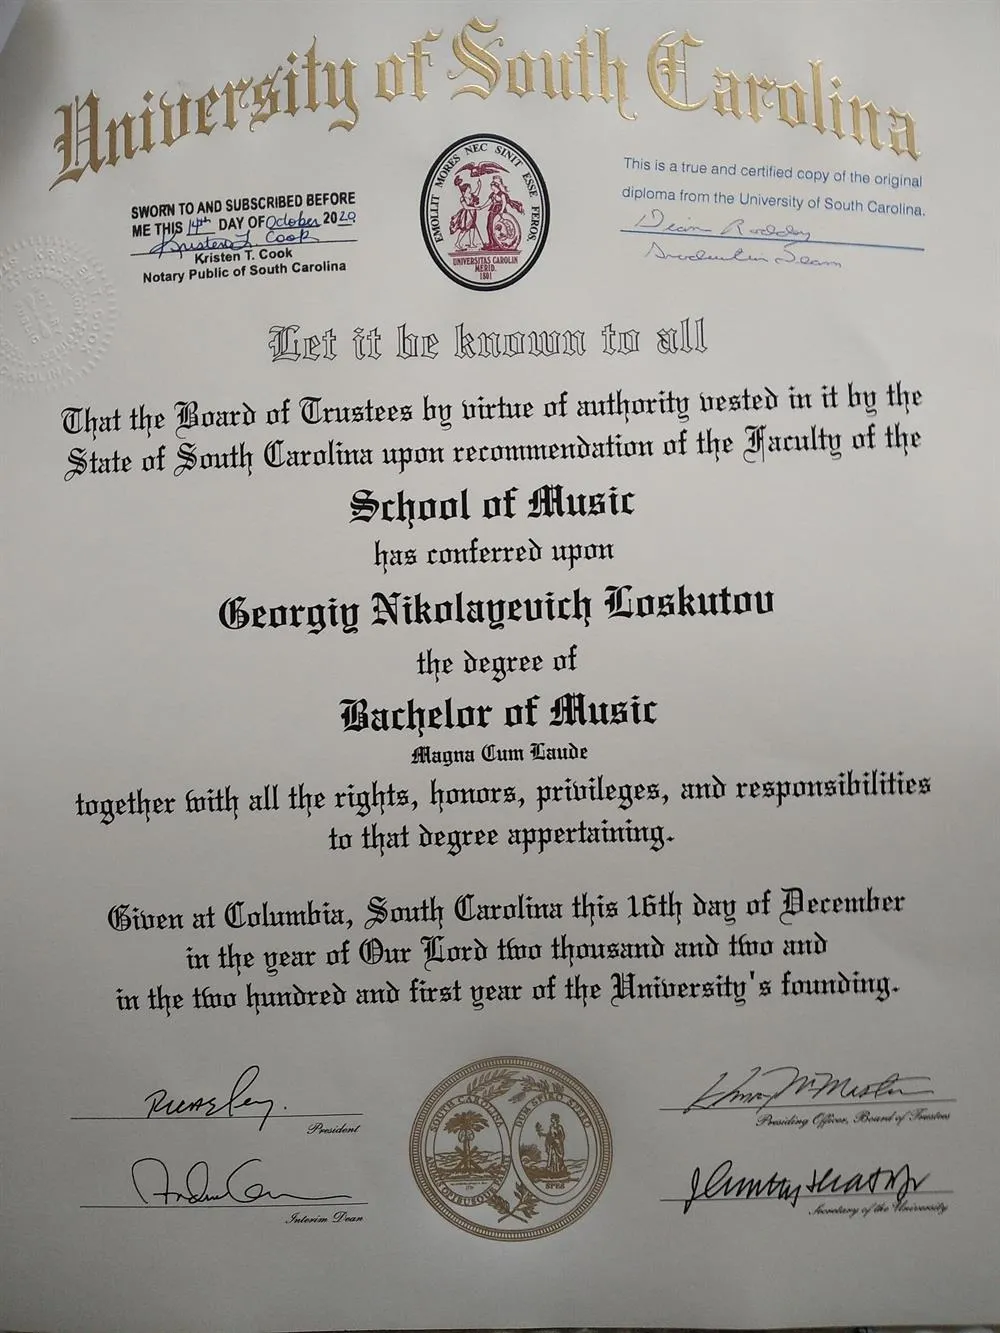 University of South Carolina
SWORN TO AND SUBSCRIBED BEFORE
ME THIS 14th DAY OF October 2020
Kristen T. Cook
Kristen T. Cook
Notary Public of South Carolina
EMOLLIT MORES NEC SINIT ESSE FEROS
UNIVERSITAS CAROLIN
MERID.
1801
This is a true and certified copy of the original
diploma from the University of South Carolina.
Let it be known to all
That the Board of Trustees by virtue of authority vested in it by the
State of South Carolina upon recommendation of the Faculty of the
School of Music
has conferred upon
Georgiy Nikolayevich Loskutov
the degree of
Bachelor of Music
Magna Cum Laude
together with all the rights, honors, privileges, and responsibilities
to that degree appertaining.
Given at Columbia, South Carolina this 16th day of December
in the year of Our Lord two thousand and two and
in the two hundred and first year of the University's founding.
President
Presiding Officer, Board of Trustees
SOUTH CAROLINA
DUM SPIRO SPERO
SPES
Interim Dean
Secretary of the University